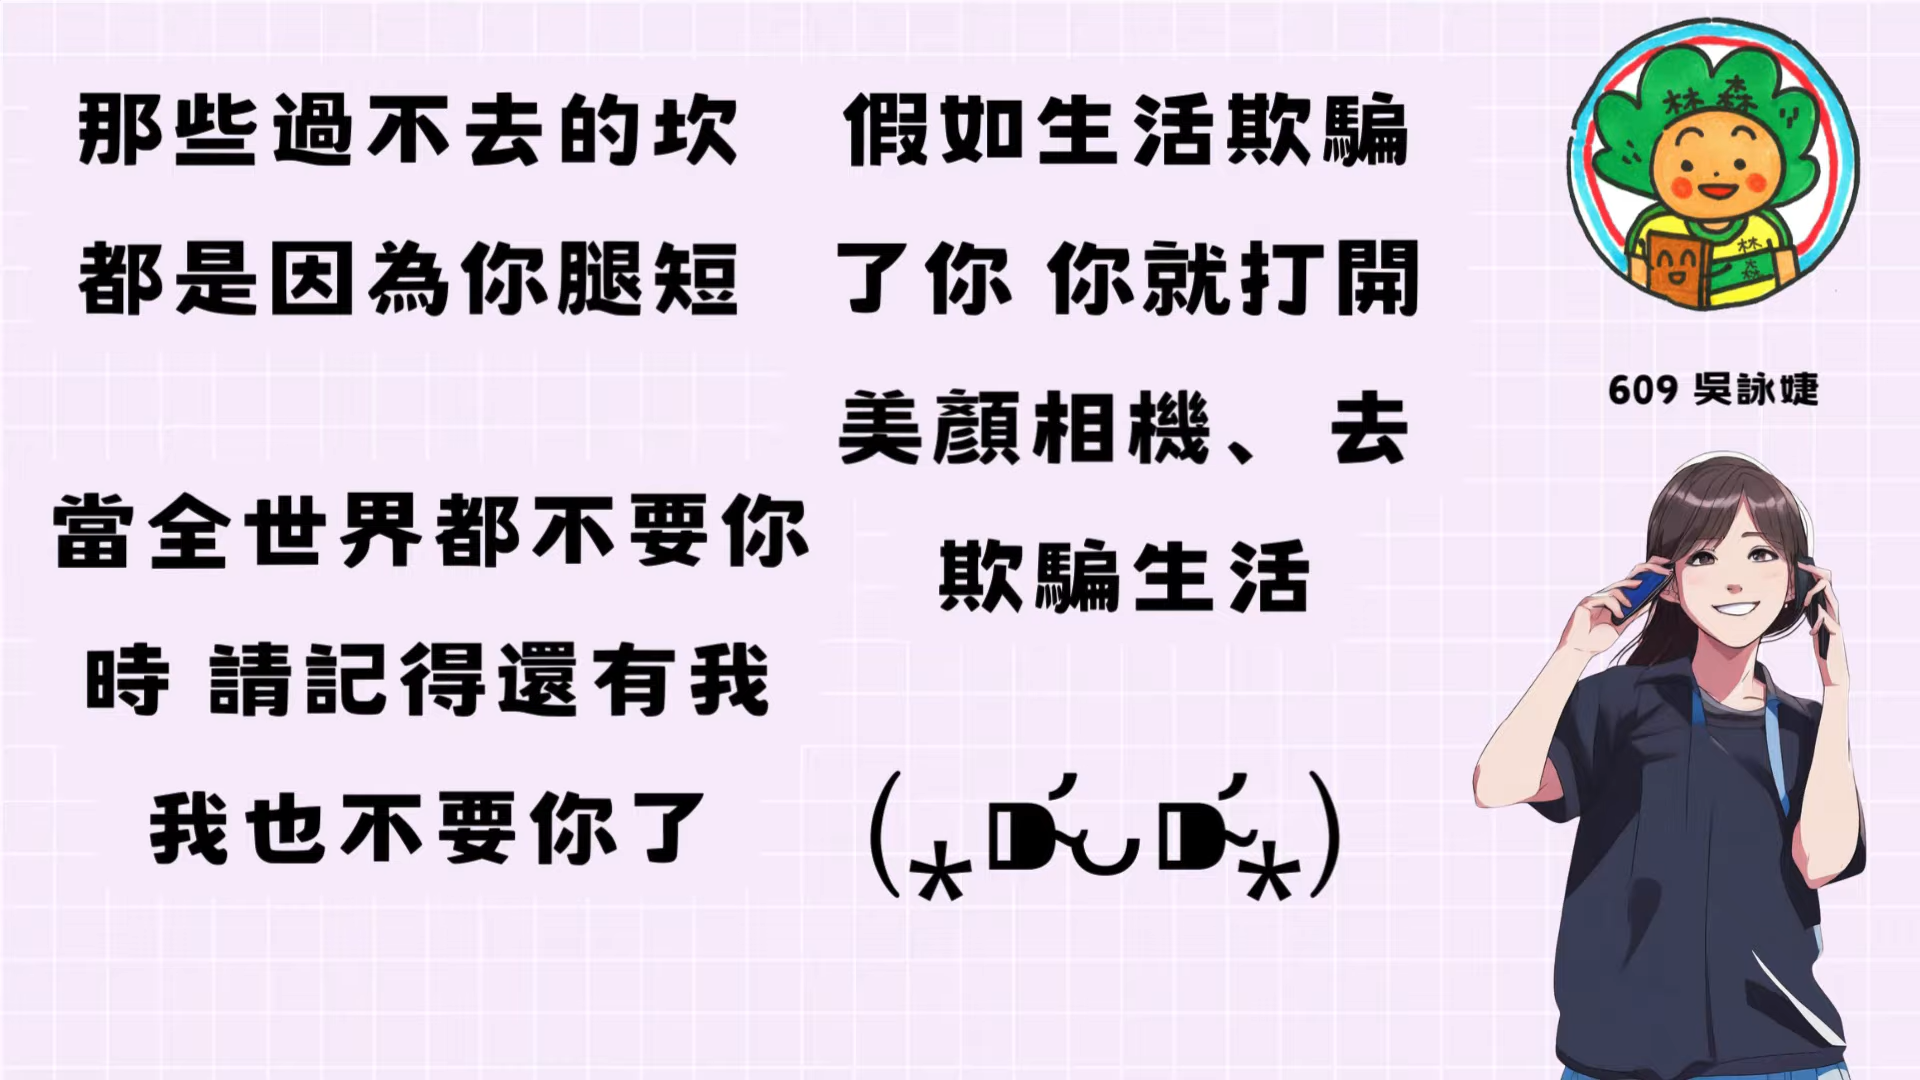 那些過不去的坎
都是因為你腿短
當全世界都不要你
時 請記得還有我
我也不要你了
假如生活欺騙
了你 你就打開
美顏相機、去
欺騙生活
林 森
林
森
609 吳詠婕